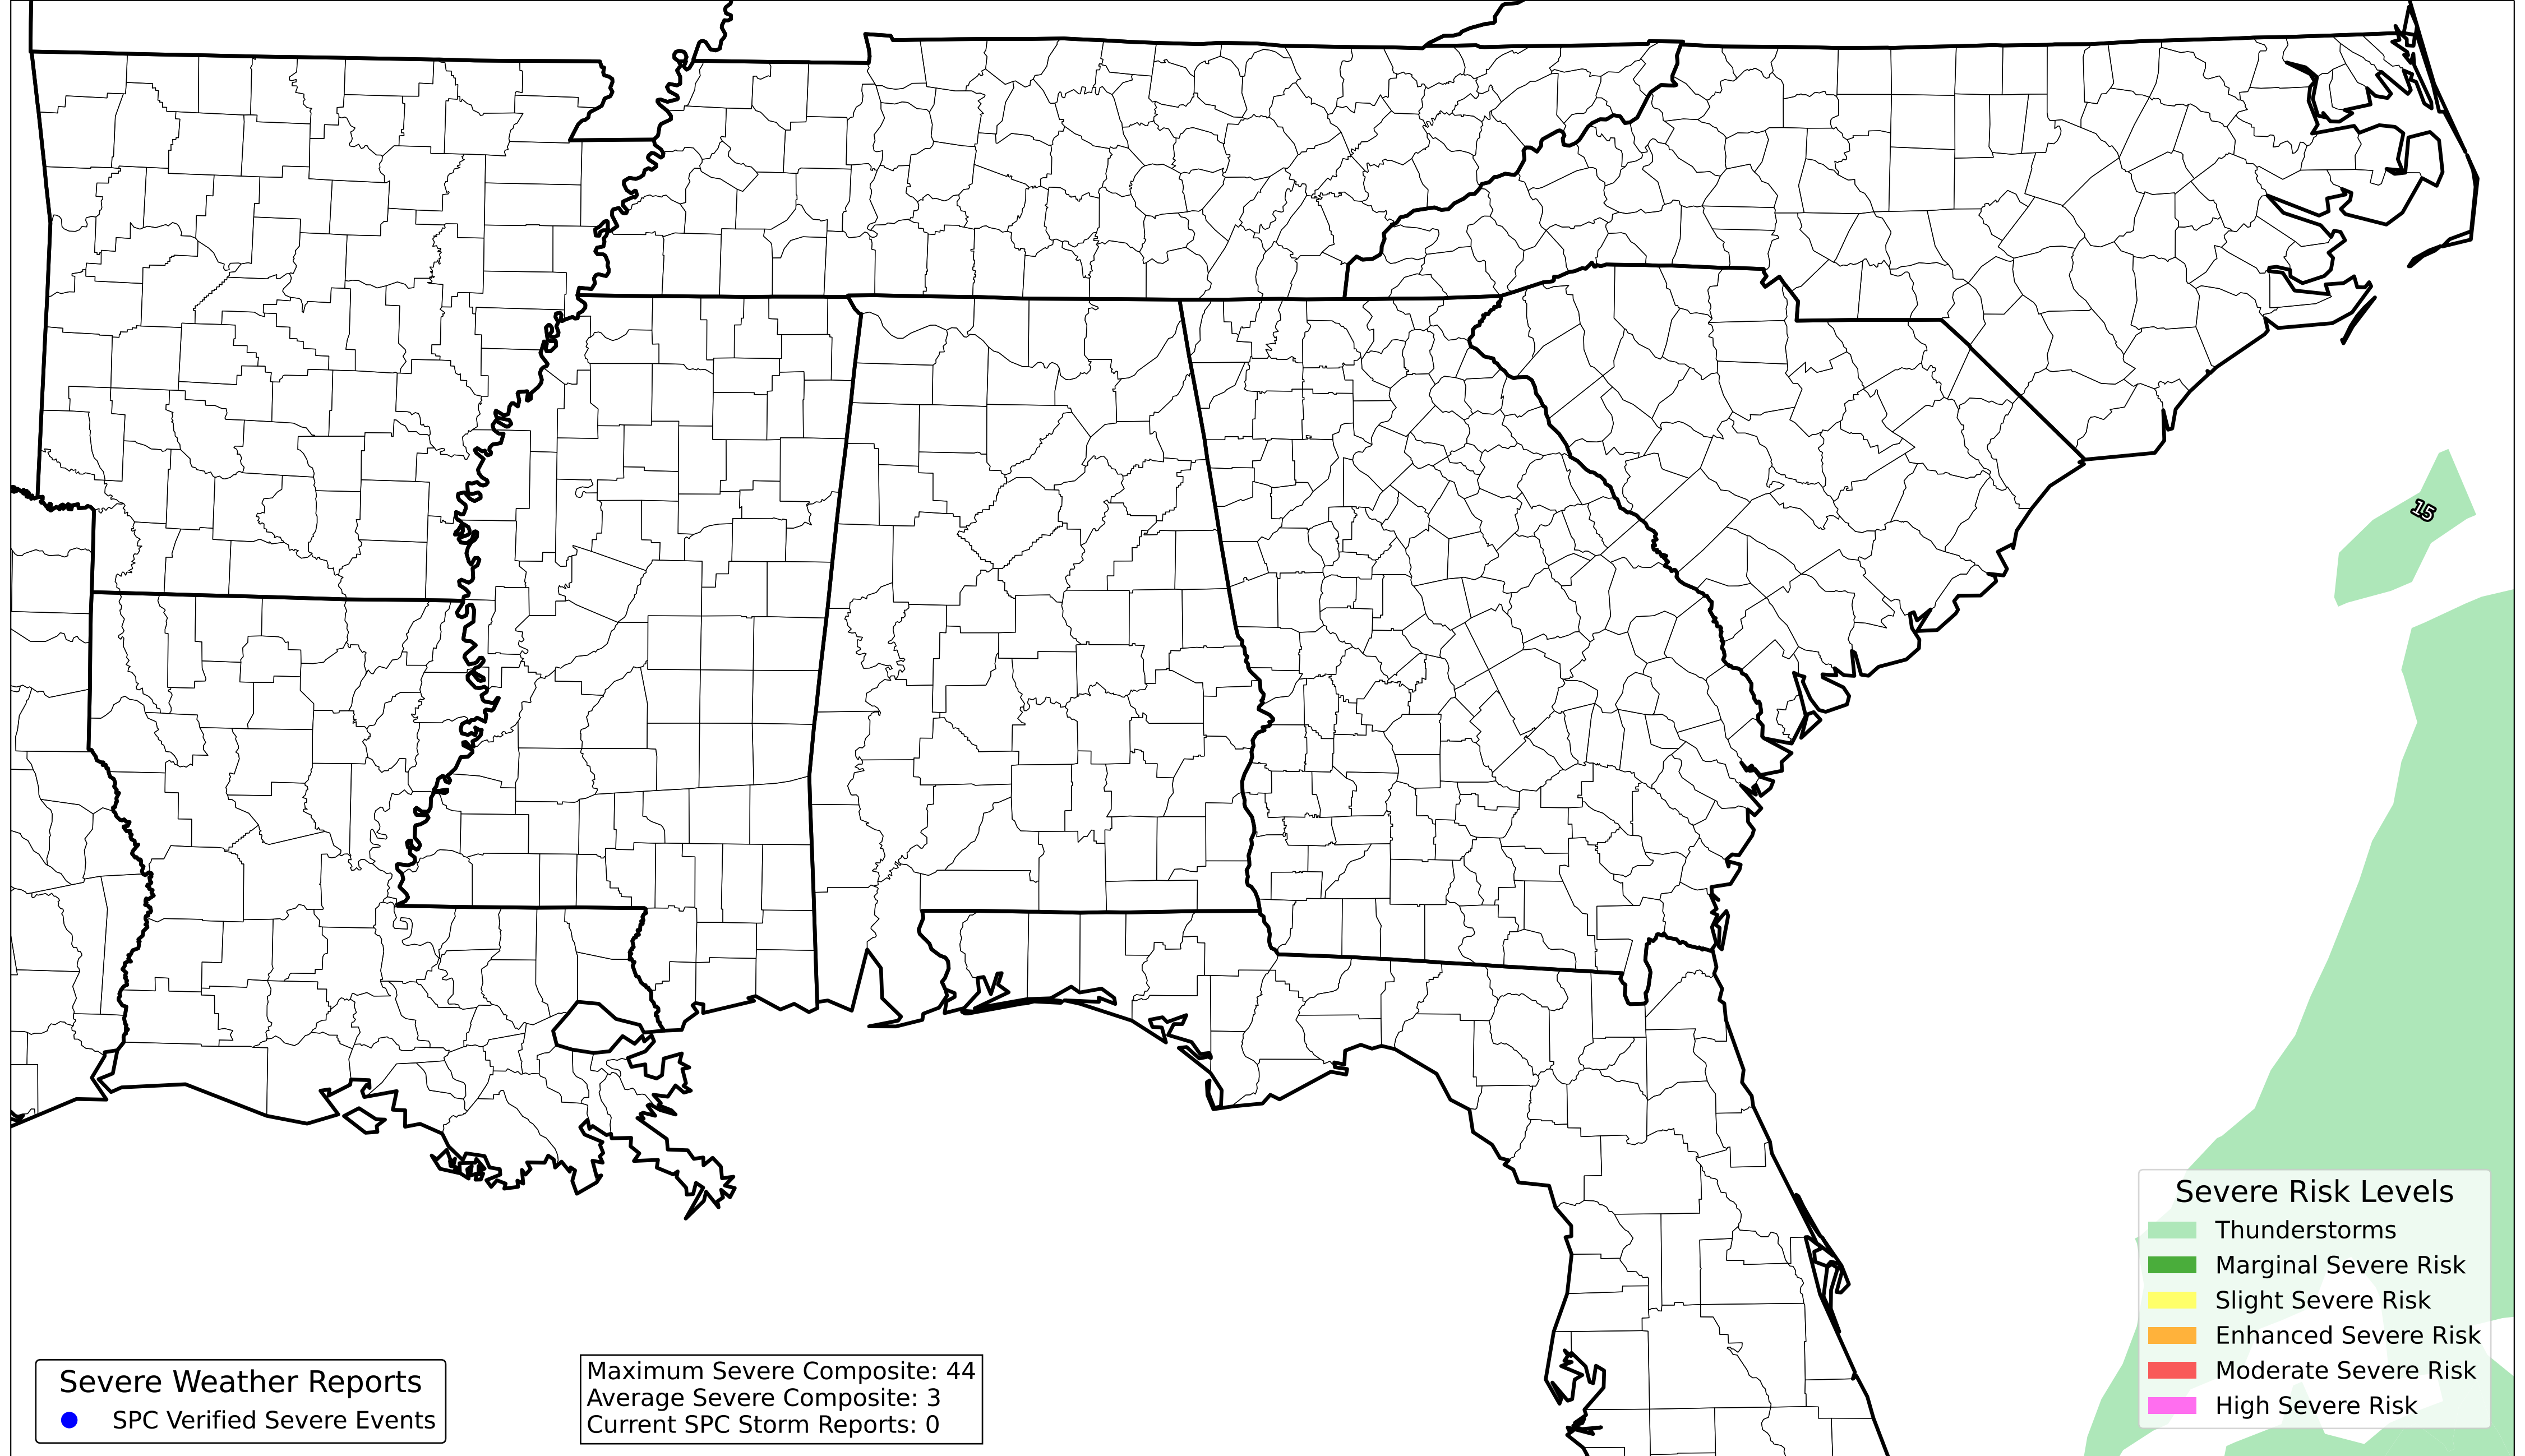 15
Severe Risk Levels
Thunderstorms
Marginal Severe Risk
Slight Severe Risk
Enhanced Severe Risk
Moderate Severe Risk
High Severe Risk
Severe Weather Reports
SPC Verified Severe Events
Maximum Severe Composite: 44
Average Severe Composite: 3
Current SPC Storm Reports: 0